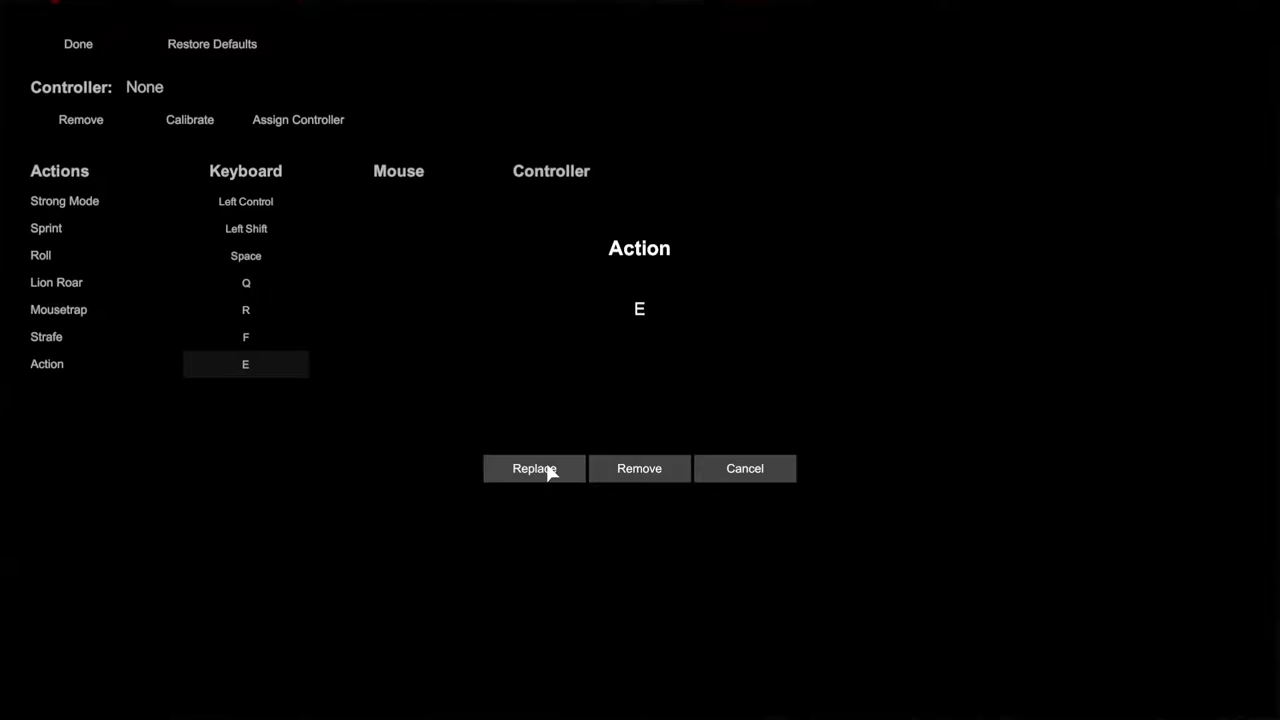 Done Restore Defaults
Controller: None
Remove Calibrate Assign Controller
Actions Keyboard Mouse Controller
Strong Mode Left Control
Sprint Left Shift
Roll Space
Lion Roar Q
Mousetrap R
Strafe F
Action E
Action
E
Replace Remove Cancel